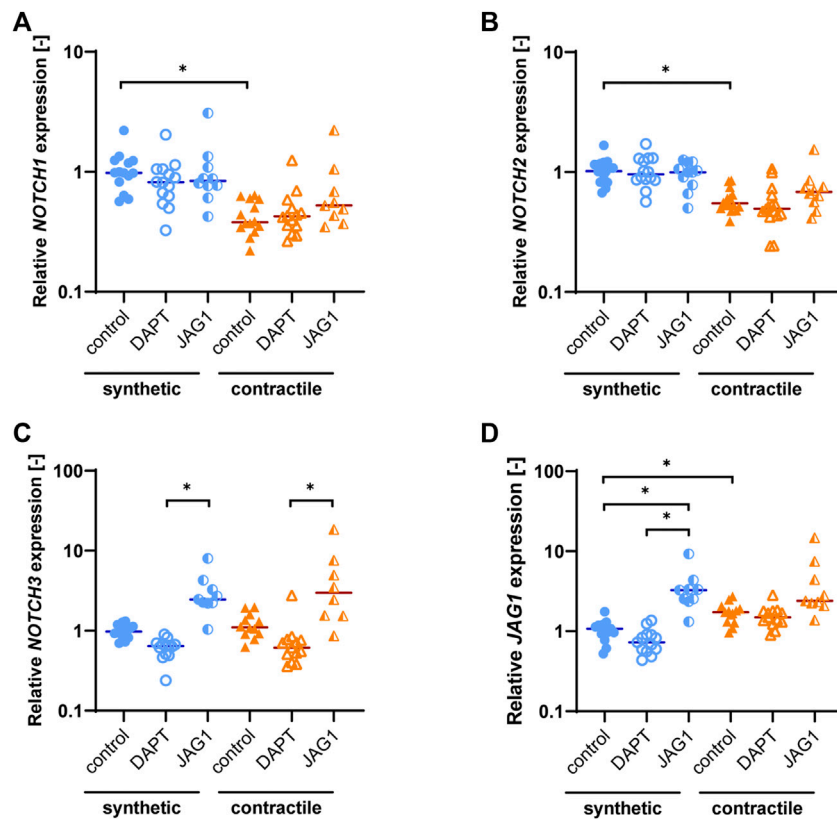 A
Relative NOTCH1 expression [-]
10
1
0.1
*
control
DAPT
JAG1
control
DAPT
JAG1
synthetic
contractile
B
Relative NOTCH2 expression [-]
10
1
0.1
*
control
DAPT
JAG1
control
DAPT
JAG1
synthetic
contractile
C
Relative NOTCH3 expression [-]
100
10
1
0.1
*
*
control
DAPT
JAG1
control
DAPT
JAG1
synthetic
contractile
D
Relative JAG1 expression [-]
100
10
1
0.1
*
*
*
control
DAPT
JAG1
control
DAPT
JAG1
synthetic
contractile